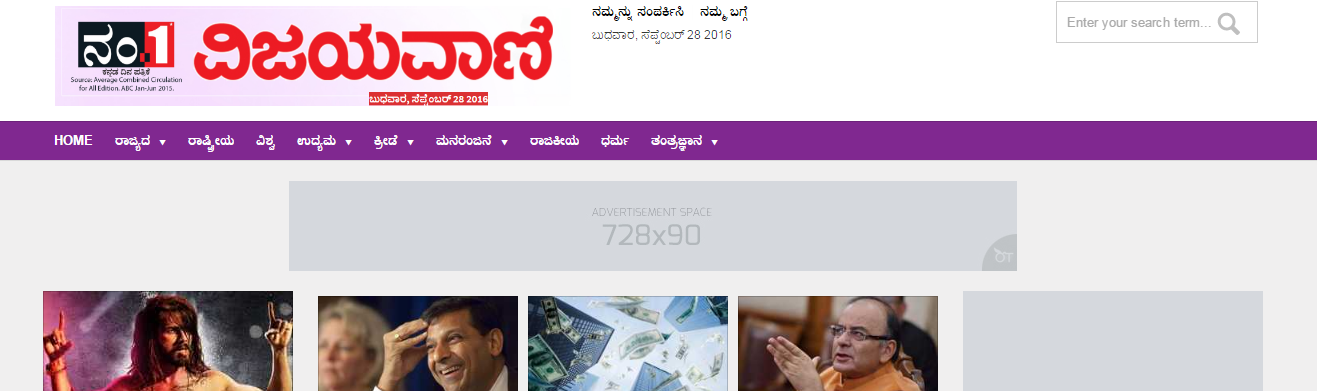 ನಂ.1
ಕನ್ನಡ ದಿನ ಪತ್ರಿಕೆ
Source: Average Combined Circulation
for All Edition. ABC Jan-Jun 2015.
ವಿಜಯವಾಣಿ
ಬುಧವಾರ, ಸೆಪ್ಟೆಂಬರ್ 28 2016
ನಮ್ಮನ್ನು ಸಂಪರ್ಕಿಸಿ ನಮ್ಮ ಬಗ್ಗೆ
ಬುಧವಾರ, ಸೆಪ್ಟೆಂಬರ್ 28 2016
Enter your search term...
HOME ರಾಜ್ಯದ ರಾಷ್ಟ್ರೀಯ ವಿಶ್ವ ಉದ್ಯಮ ಕ್ರೀಡೆ ಮನರಂಜನೆ ರಾಜಕೀಯ ಧರ್ಮ ತಂತ್ರಜ್ಞಾನ
ADVERTISEMENT SPACE
728x90